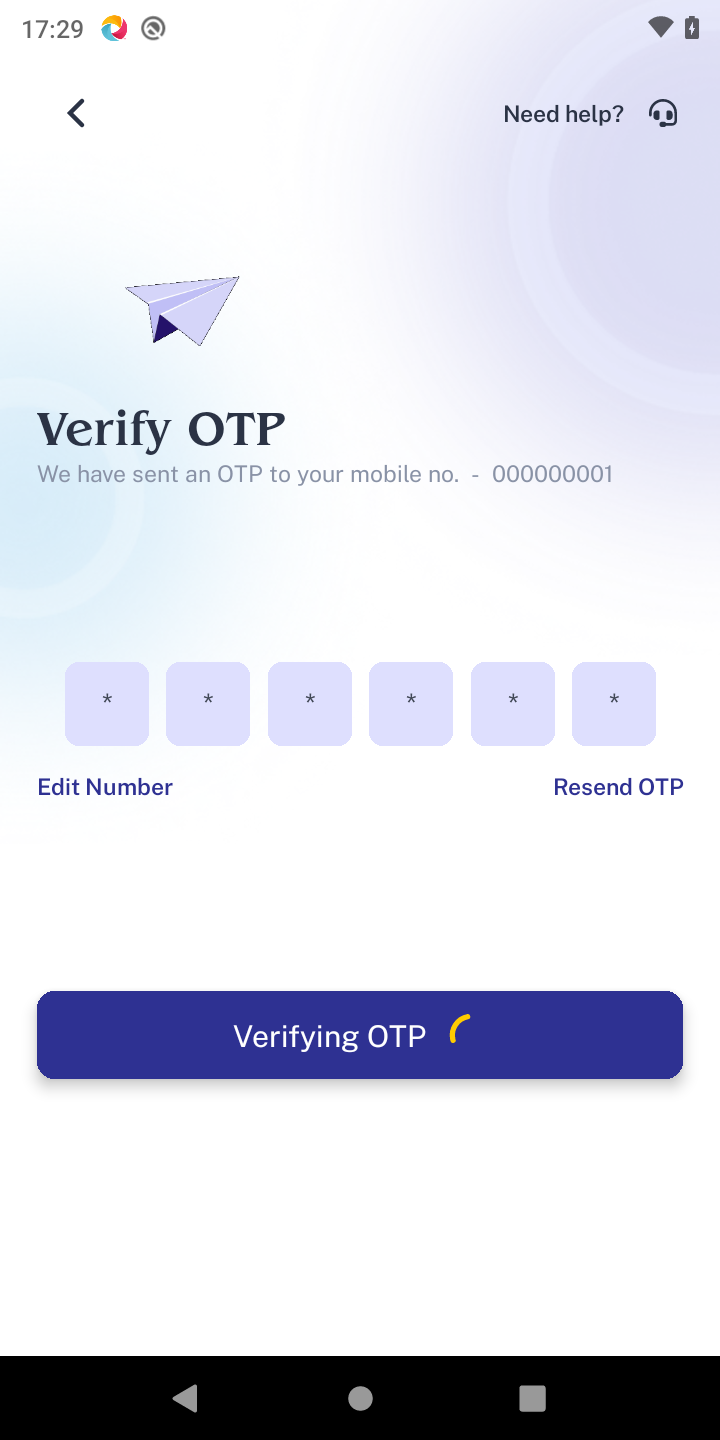 17:29
Need help?
Verify OTP
We have sent an OTP to your mobile no. - 000000001
* * * * * *
Edit Number Resend OTP
Verifying OTP